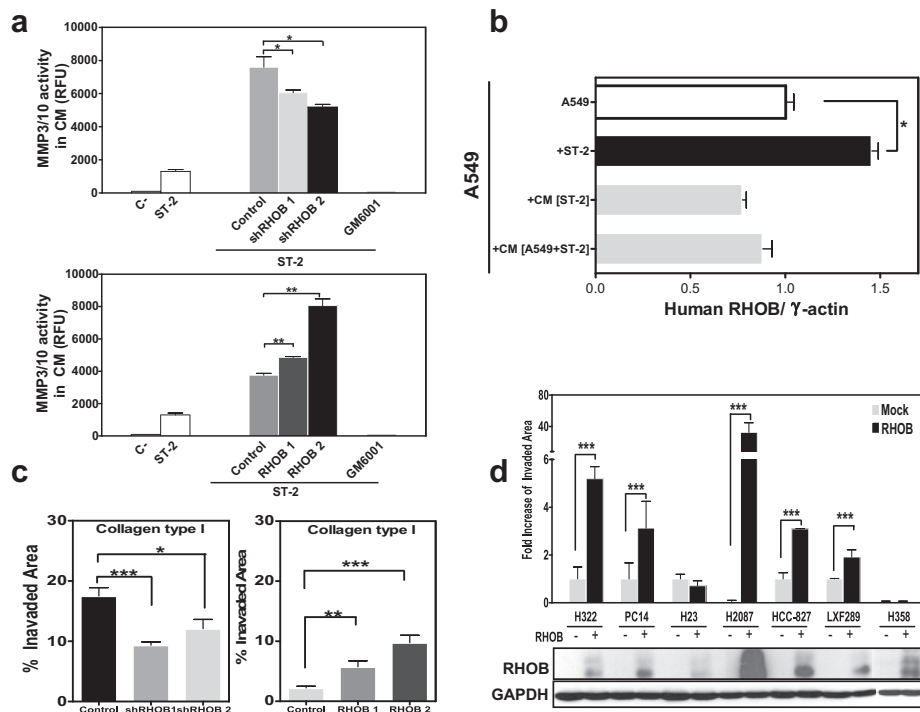 a
MMP3/10 activity
in CM (RFU)
10000
8000
6000
4000
2000
0
*
*
C-
ST-2
Control
shRHOB 1
shRHOB 2
GM6001
ST-2
MMP3/10 activity
in CM (RFU)
10000
8000
6000
4000
2000
0
**
**
C-
ST-2
Control
RHOB 1
RHOB 2
GM6001
ST-2
b
A549
A549
+ST-2
+CM [ST-2]
+CM [A549+ST-2]
*
0.0 0.5 1.0 1.5
Human RHOB/ γ-actin
c
Collagen type I
% Inavaded Area
30
20
10
0
*
***
Control shRHOB1 shRHOB 2
Collagen type I
% Inavaded Area
30
20
10
0
***
**
Control RHOB 1 RHOB 2
d
Fold Increase of Invaded Area
80
40
6
4
2
0
Mock
RHOB
*** *** *** *** ***
H322 PC14 H23 H2087 HCC-827 LXF289 H358
RHOB - + - + - + - + - + - + - +
RHOB
GAPDH